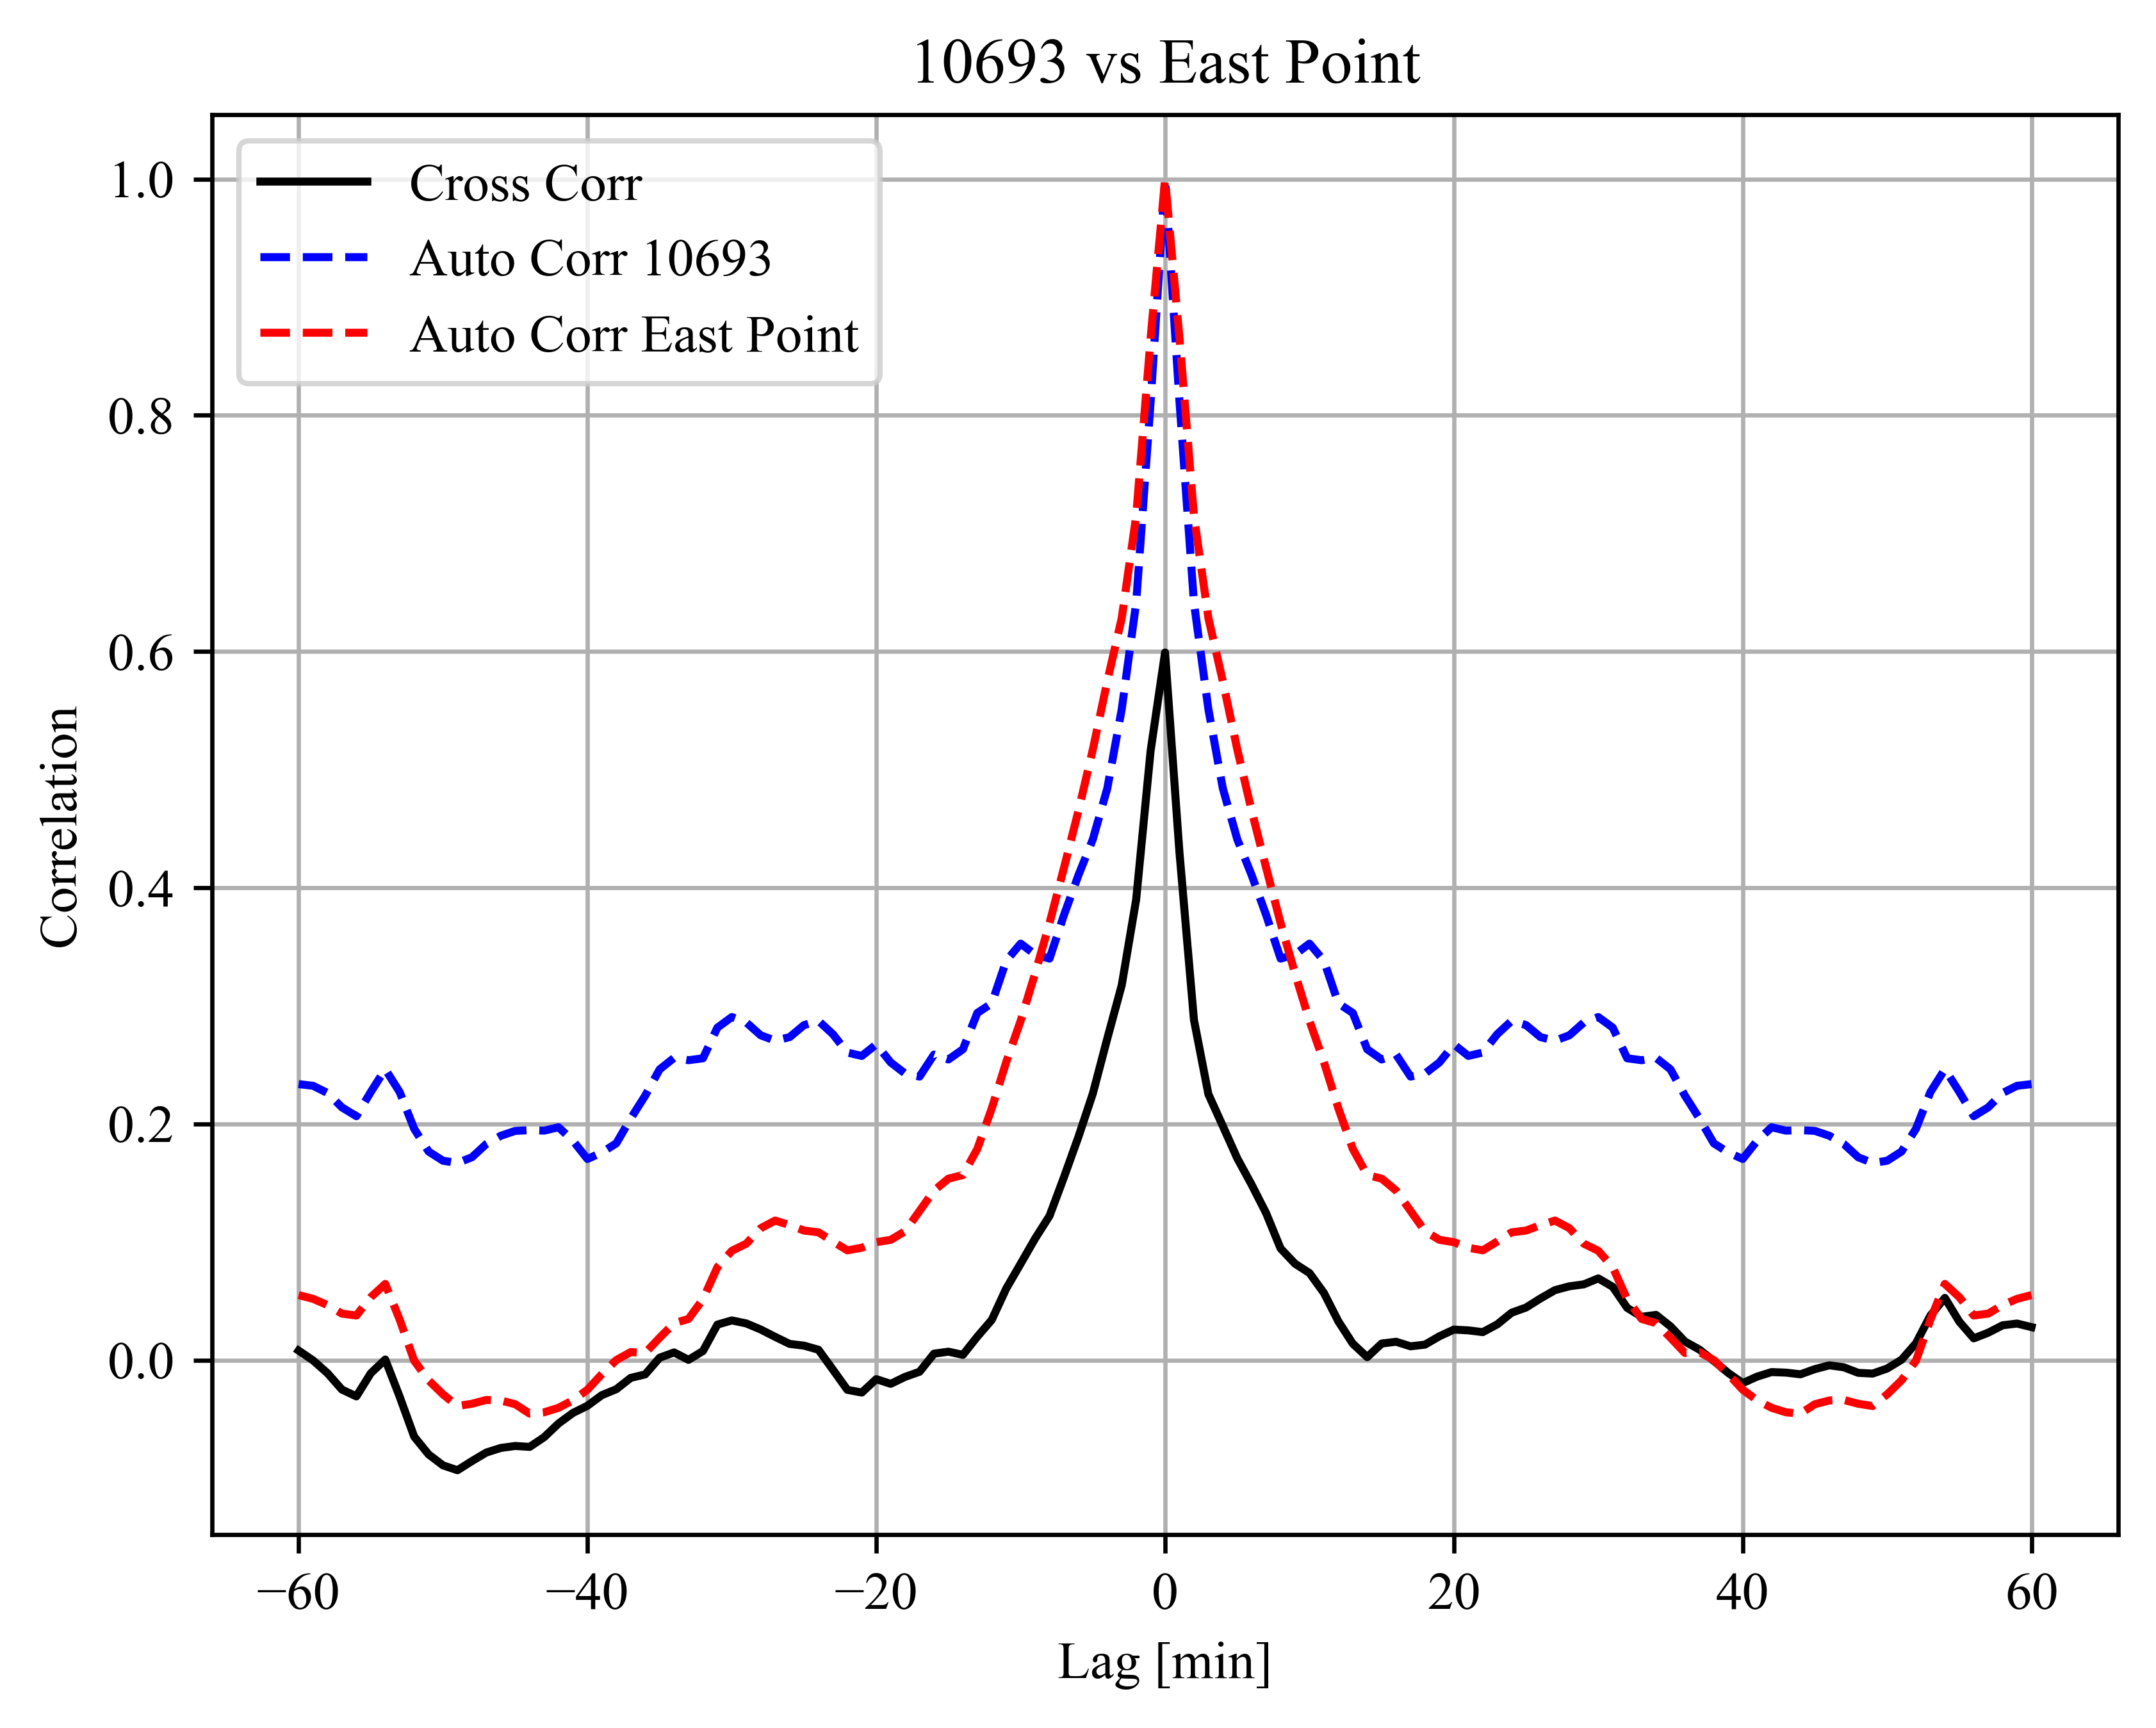 10693 vs East Point
Cross Corr
Auto Corr 10693
Auto Corr East Point
1.0
0.8
0.6
0.4
0.2
0.0
Correlation
−60 −40 −20 0 20 40 60
Lag [min]